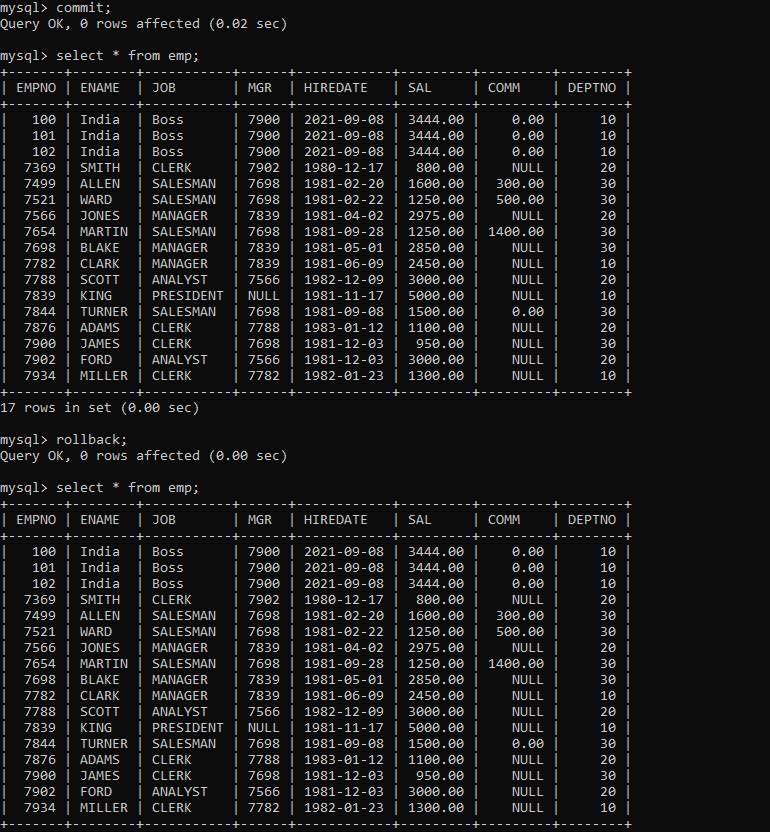 mysql> commit;
Query OK, 0 rows affected (0.02 sec)
mysql> select * from emp;
+-------+--------+-----------+------+------------+---------+---------+--------+
| EMPNO | ENAME  | JOB       | MGR  | HIREDATE   | SAL     | COMM    | DEPTNO |
+-------+--------+-----------+------+------------+---------+---------+--------+
|   100 | India  | Boss      | 7900 | 2021-09-08 | 3444.00 |    0.00 |     10 |
|   101 | India  | Boss      | 7900 | 2021-09-08 | 3444.00 |    0.00 |     10 |
|   102 | India  | Boss      | 7900 | 2021-09-08 | 3444.00 |    0.00 |     10 |
|  7369 | SMITH  | CLERK     | 7902 | 1980-12-17 |  800.00 |    NULL |     20 |
|  7499 | ALLEN  | SALESMAN  | 7698 | 1981-02-20 | 1600.00 |  300.00 |     30 |
|  7521 | WARD   | SALESMAN  | 7698 | 1981-02-22 | 1250.00 |  500.00 |     30 |
|  7566 | JONES  | MANAGER   | 7839 | 1981-04-02 | 2975.00 |    NULL |     20 |
|  7654 | MARTIN | SALESMAN  | 7698 | 1981-09-28 | 1250.00 | 1400.00 |     30 |
|  7698 | BLAKE  | MANAGER   | 7839 | 1981-05-01 | 2850.00 |    NULL |     30 |
|  7782 | CLARK  | MANAGER   | 7839 | 1981-06-09 | 2450.00 |    NULL |     10 |
|  7788 | SCOTT  | ANALYST   | 7566 | 1982-12-09 | 3000.00 |    NULL |     20 |
|  7839 | KING   | PRESIDENT | NULL | 1981-11-17 | 5000.00 |    NULL |     10 |
|  7844 | TURNER | SALESMAN  | 7698 | 1981-09-08 | 1500.00 |    0.00 |     30 |
|  7876 | ADAMS  | CLERK     | 7788 | 1983-01-12 | 1100.00 |    NULL |     20 |
|  7900 | JAMES  | CLERK     | 7698 | 1981-12-03 |  950.00 |    NULL |     30 |
|  7902 | FORD   | ANALYST   | 7566 | 1981-12-03 | 3000.00 |    NULL |     20 |
|  7934 | MILLER | CLERK     | 7782 | 1982-01-23 | 1300.00 |    NULL |     10 |
+-------+--------+-----------+------+------------+---------+---------+--------+
17 rows in set (0.00 sec)
mysql> rollback;
Query OK, 0 rows affected (0.00 sec)
mysql> select * from emp;
+-------+--------+-----------+------+------------+---------+---------+--------+
| EMPNO | ENAME  | JOB       | MGR  | HIREDATE   | SAL     | COMM    | DEPTNO |
+-------+--------+-----------+------+------------+---------+---------+--------+
|   100 | India  | Boss      | 7900 | 2021-09-08 | 3444.00 |    0.00 |     10 |
|   101 | India  | Boss      | 7900 | 2021-09-08 | 3444.00 |    0.00 |     10 |
|   102 | India  | Boss      | 7900 | 2021-09-08 | 3444.00 |    0.00 |     10 |
|  7369 | SMITH  | CLERK     | 7902 | 1980-12-17 |  800.00 |    NULL |     20 |
|  7499 | ALLEN  | SALESMAN  | 7698 | 1981-02-20 | 1600.00 |  300.00 |     30 |
|  7521 | WARD   | SALESMAN  | 7698 | 1981-02-22 | 1250.00 |  500.00 |     30 |
|  7566 | JONES  | MANAGER   | 7839 | 1981-04-02 | 2975.00 |    NULL |     20 |
|  7654 | MARTIN | SALESMAN  | 7698 | 1981-09-28 | 1250.00 | 1400.00 |     30 |
|  7698 | BLAKE  | MANAGER   | 7839 | 1981-05-01 | 2850.00 |    NULL |     30 |
|  7782 | CLARK  | MANAGER   | 7839 | 1981-06-09 | 2450.00 |    NULL |     10 |
|  7788 | SCOTT  | ANALYST   | 7566 | 1982-12-09 | 3000.00 |    NULL |     20 |
|  7839 | KING   | PRESIDENT | NULL | 1981-11-17 | 5000.00 |    NULL |     10 |
|  7844 | TURNER | SALESMAN  | 7698 | 1981-09-08 | 1500.00 |    0.00 |     30 |
|  7876 | ADAMS  | CLERK     | 7788 | 1983-01-12 | 1100.00 |    NULL |     20 |
|  7900 | JAMES  | CLERK     | 7698 | 1981-12-03 |  950.00 |    NULL |     30 |
|  7902 | FORD   | ANALYST   | 7566 | 1981-12-03 | 3000.00 |    NULL |     20 |
|  7934 | MILLER | CLERK     | 7782 | 1982-01-23 | 1300.00 |    NULL |     10 |
+-------+--------+-----------+------+------------+---------+---------+--------+